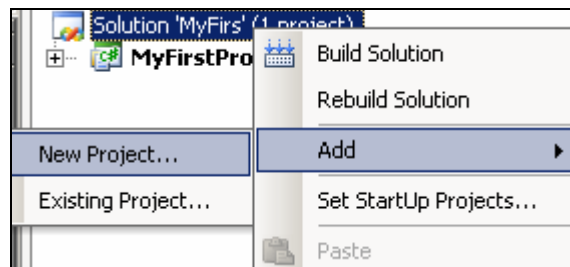 Solution 'MyFirs' (1 project)
MyFirstPro
Build Solution
Rebuild Solution
Add
New Project...
Existing Project...
Set StartUp Projects...
Paste